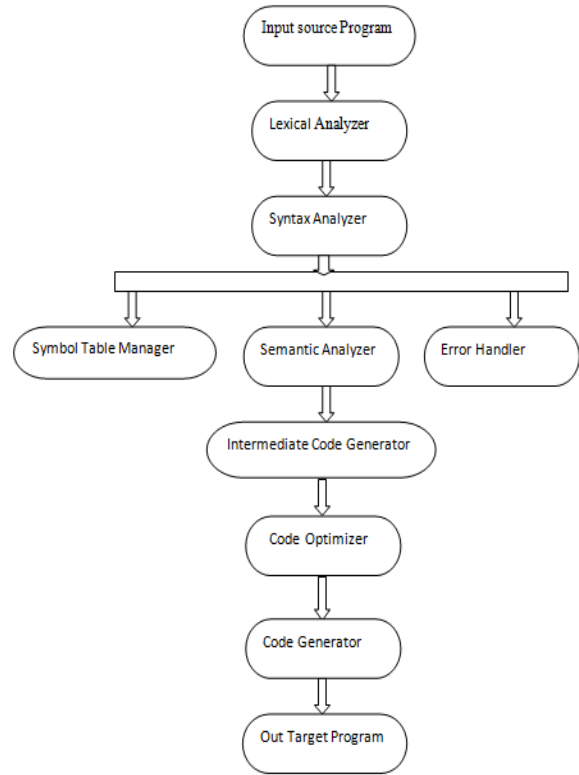 Input source Program
Lexical Analyzer
Syntax Analyzer
Symbol Table Manager
Semantic Analyzer
Error Handler
Intermediate Code Generator
Code Optimizer
Code Generator
Out Target Program